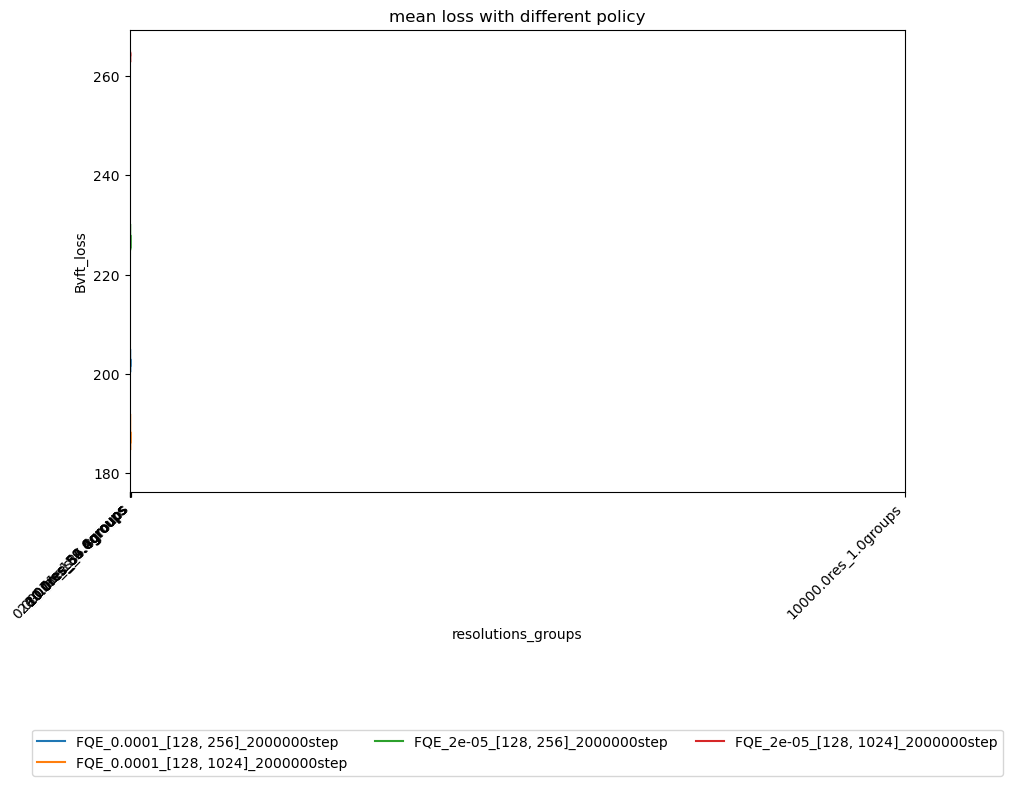 mean loss with different policy
260
240
220
200
180
Bvft_loss
10000.0res_1.0groups
resolutions_groups
FQE_0.0001_[128, 256]_2000000step
FQE_2e-05_[128, 256]_2000000step
FQE_2e-05_[128, 1024]_2000000step
FQE_0.0001_[128, 1024]_2000000step